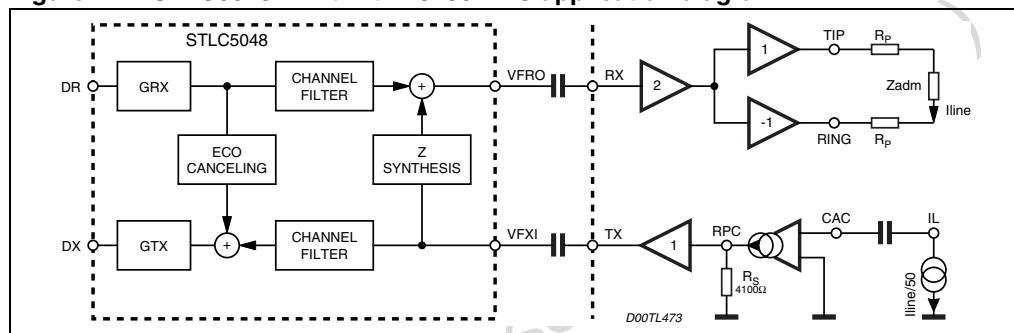 STLC5048
DR
GRX
CHANNEL
FILTER
+
VFRO
RX
2
1
TIP
RP
Zadm
Iline
-1
RING
RP
ECO
CANCELING
Z
SYNTHESIS
DX
GTX
+
CHANNEL
FILTER
VFXI
TX
1
RPC
RS
4100Ω
CAC
IL
Iline/50
D00TL473